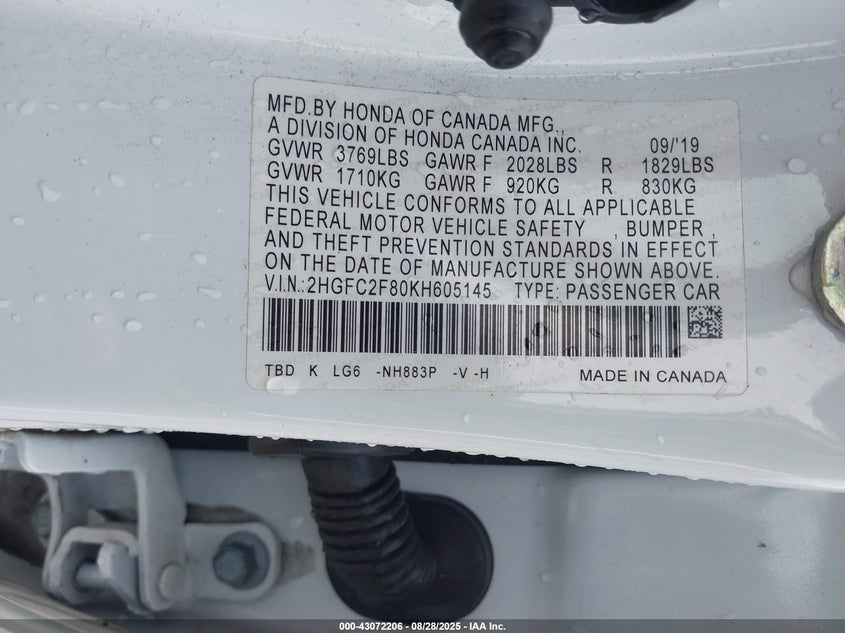 MFD.BY HONDA OF CANADA MFG.,
A DIVISION OF HONDA CANADA INC. 09/'19
GVWR 3769LBS GAWR F 2028LBS R 1829LBS
GVWR 1710KG GAWR F 920KG R 830KG
THIS VEHICLE CONFORMS TO ALL APPLICABLE
FEDERAL MOTOR VEHICLE SAFETY , BUMPER ,
AND THEFT PREVENTION STANDARDS IN EFFECT
ON THE DATE OF MANUFACTURE SHOWN ABOVE.
V.I.N.:2HGFC2F80KH605145 TYPE: PASSENGER CAR
TBD K LG6 -NH883P -V -H MADE IN CANADA
000-43072206 - 08/28/2025 - IAA Inc.